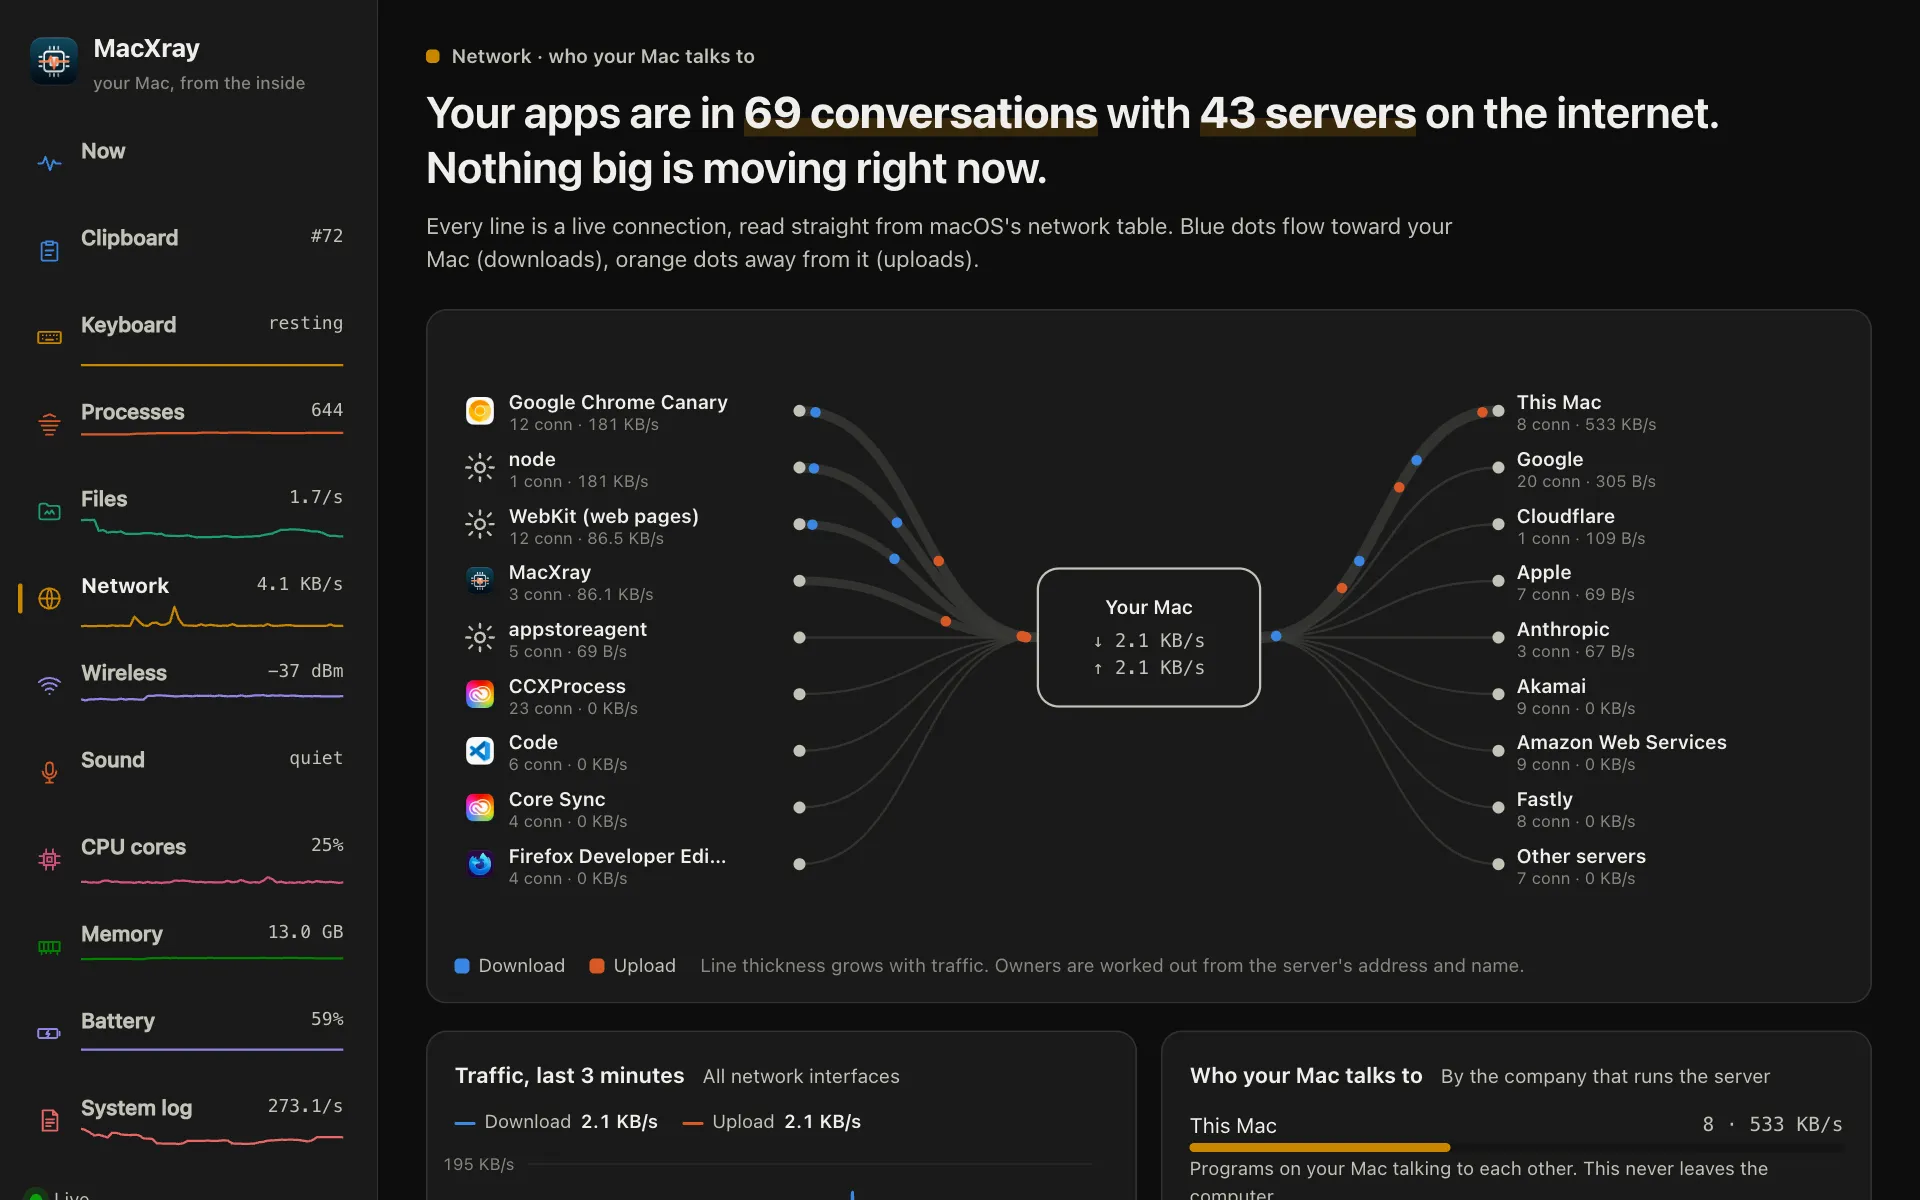 MacXray
your Mac, from the inside
Now
Clipboard #72
Keyboard resting
Processes 644
Files 1.7/s
Network 4.1 KB/s
Wireless −37 dBm
Sound quiet
CPU cores 25%
Memory 13.0 GB
Battery 59%
System log 273.1/s
Live
Network · who your Mac talks to
Your apps are in 69 conversations with 43 servers on the internet.
Nothing big is moving right now.
Every line is a live connection, read straight from macOS's network table. Blue dots flow toward your
Mac (downloads), orange dots away from it (uploads).
Google Chrome Canary
12 conn · 181 KB/s
node
1 conn · 181 KB/s
WebKit (web pages)
12 conn · 86.5 KB/s
MacXray
3 conn · 86.1 KB/s
appstoreagent
5 conn · 69 B/s
CCXProcess
23 conn · 0 KB/s
Code
6 conn · 0 KB/s
Core Sync
4 conn · 0 KB/s
Firefox Developer Edi...
4 conn · 0 KB/s
Your Mac
↓ 2.1 KB/s
↑ 2.1 KB/s
This Mac
8 conn · 533 KB/s
Google
20 conn · 305 B/s
Cloudflare
1 conn · 109 B/s
Apple
7 conn · 69 B/s
Anthropic
3 conn · 67 B/s
Akamai
9 conn · 0 KB/s
Amazon Web Services
9 conn · 0 KB/s
Fastly
8 conn · 0 KB/s
Other servers
7 conn · 0 KB/s
Download Upload Line thickness grows with traffic. Owners are worked out from the server's address and name.
Traffic, last 3 minutes All network interfaces
Download 2.1 KB/s Upload 2.1 KB/s
195 KB/s
Who your Mac talks to By the company that runs the server
This Mac 8 · 533 KB/s
Programs on your Mac talking to each other. This never leaves the
computer.